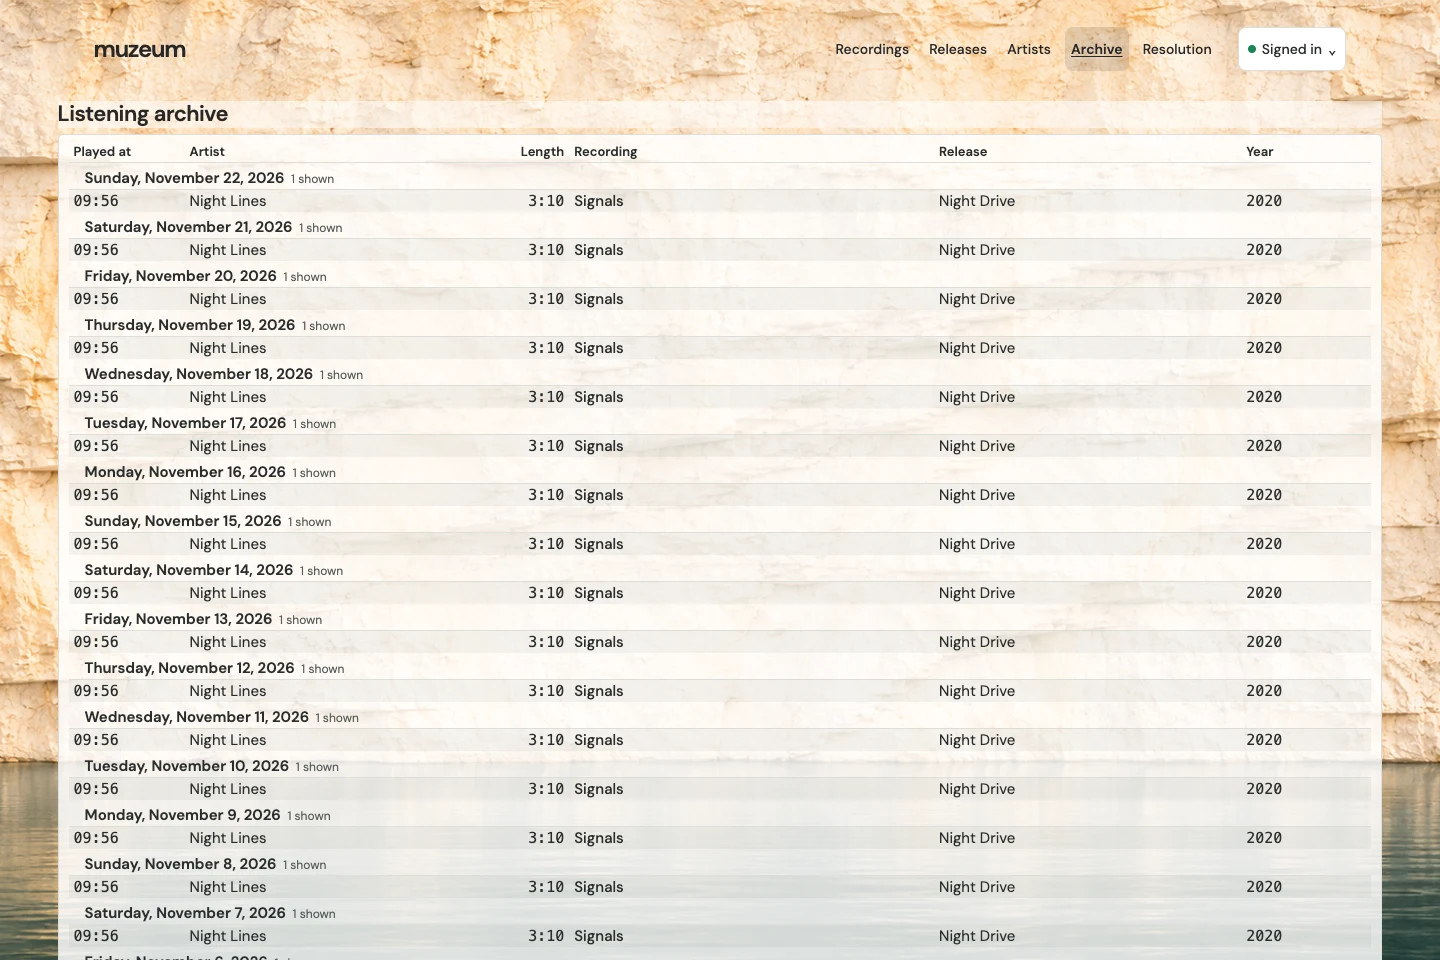 muzeum
Recordings Releases Artists Archive Resolution Signed in
Listening archive
Played at Artist Length Recording Release Year
Sunday, November 22, 2026 1 shown
09:56 Night Lines 3:10 Signals Night Drive 2020
Saturday, November 21, 2026 1 shown
09:56 Night Lines 3:10 Signals Night Drive 2020
Friday, November 20, 2026 1 shown
09:56 Night Lines 3:10 Signals Night Drive 2020
Thursday, November 19, 2026 1 shown
09:56 Night Lines 3:10 Signals Night Drive 2020
Wednesday, November 18, 2026 1 shown
09:56 Night Lines 3:10 Signals Night Drive 2020
Tuesday, November 17, 2026 1 shown
09:56 Night Lines 3:10 Signals Night Drive 2020
Monday, November 16, 2026 1 shown
09:56 Night Lines 3:10 Signals Night Drive 2020
Sunday, November 15, 2026 1 shown
09:56 Night Lines 3:10 Signals Night Drive 2020
Saturday, November 14, 2026 1 shown
09:56 Night Lines 3:10 Signals Night Drive 2020
Friday, November 13, 2026 1 shown
09:56 Night Lines 3:10 Signals Night Drive 2020
Thursday, November 12, 2026 1 shown
09:56 Night Lines 3:10 Signals Night Drive 2020
Wednesday, November 11, 2026 1 shown
09:56 Night Lines 3:10 Signals Night Drive 2020
Tuesday, November 10, 2026 1 shown
09:56 Night Lines 3:10 Signals Night Drive 2020
Monday, November 9, 2026 1 shown
09:56 Night Lines 3:10 Signals Night Drive 2020
Sunday, November 8, 2026 1 shown
09:56 Night Lines 3:10 Signals Night Drive 2020
Saturday, November 7, 2026 1 shown
09:56 Night Lines 3:10 Signals Night Drive 2020